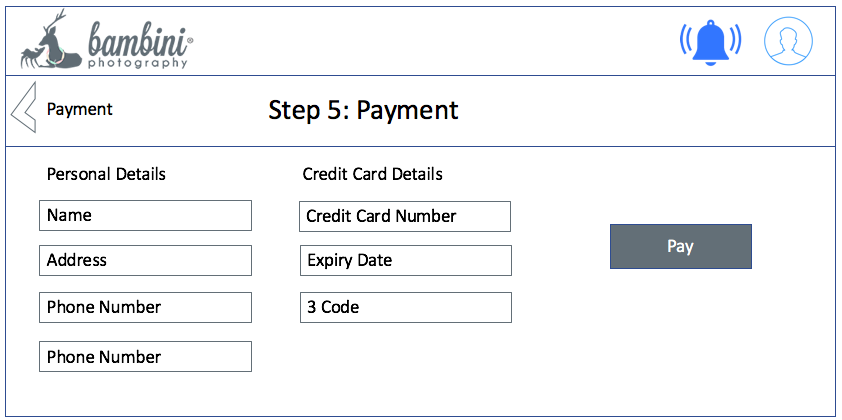 bambini®
photography
Payment
Step 5: Payment
Personal Details
Name
Address
Phone Number
Phone Number
Credit Card Details
Credit Card Number
Expiry Date
3 Code
Pay